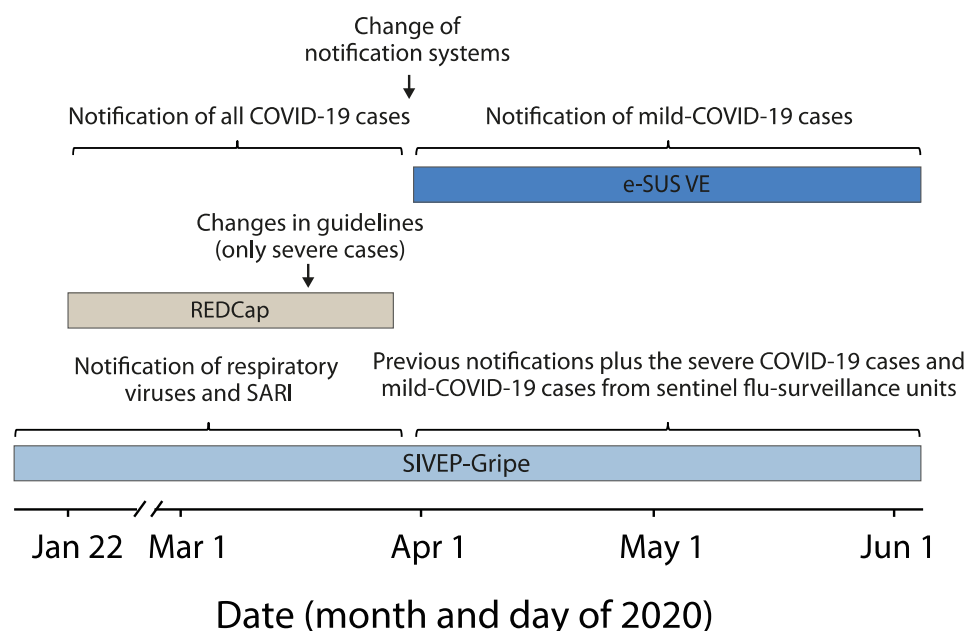 Change of
notification systems
Notification of all COVID-19 cases
Notification of mild-COVID-19 cases
e-SUS VE
Changes in guidelines
(only severe cases)
REDCap
Notification of respiratory
viruses and SARI
Previous notifications plus the severe COVID-19 cases and
mild-COVID-19 cases from sentinel flu-surveillance units
SIVEP-Gripe
Jan 22 Mar 1 Apr 1 May 1 Jun 1
Date (month and day of 2020)